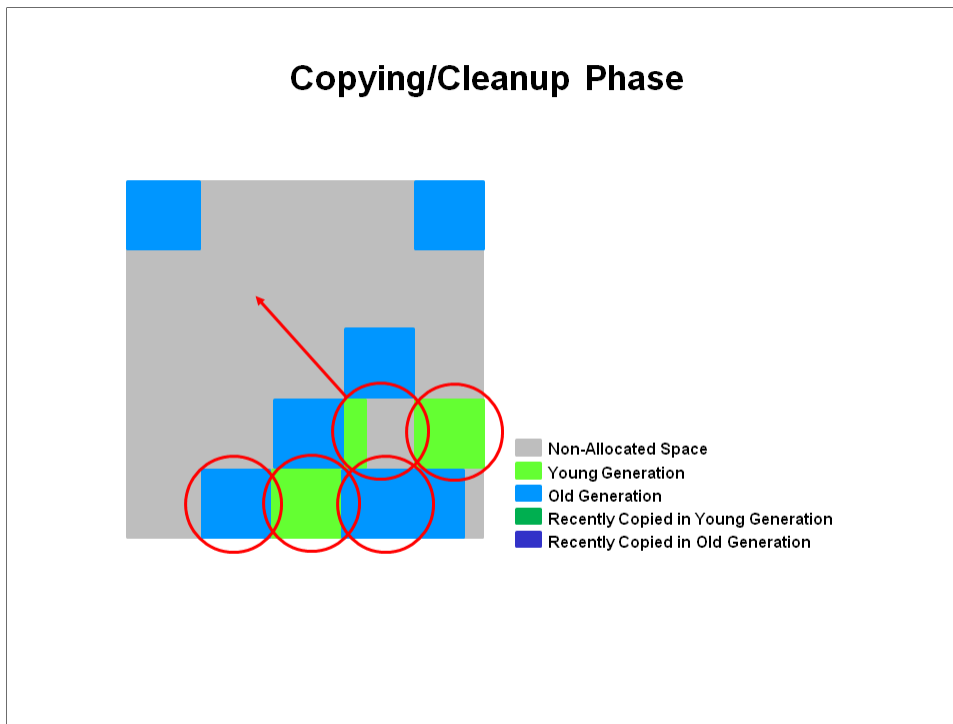 Copying/Cleanup Phase
Non-Allocated Space
Young Generation
Old Generation
Recently Copied in Young Generation
Recently Copied in Old Generation